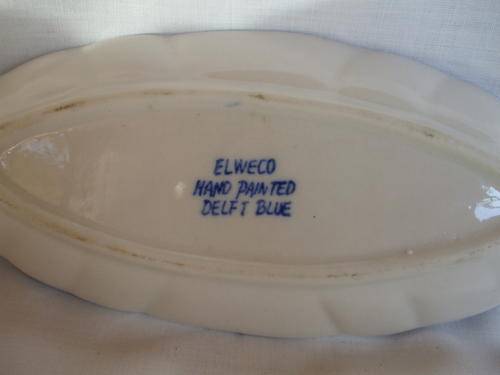 ELWECO
HAND PAINTED
DELFT BLUE